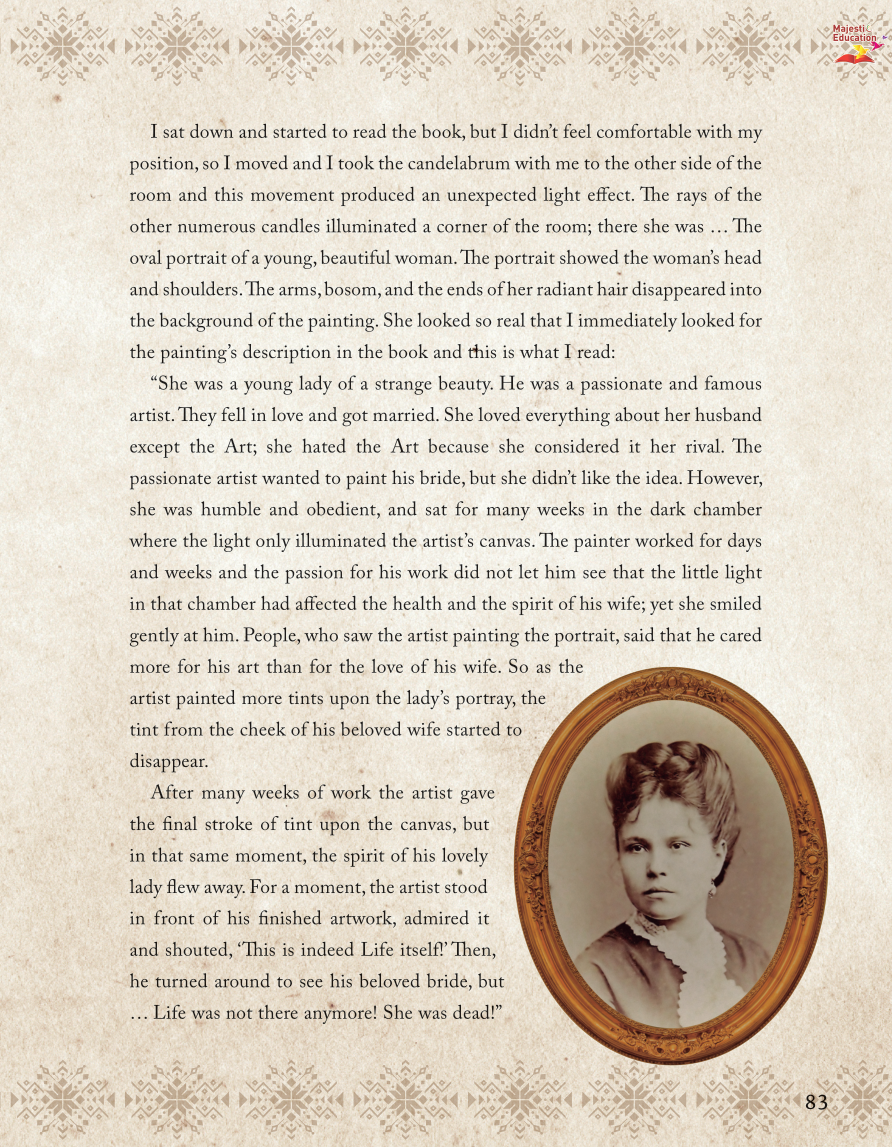 Majesti
Education
I sat down and started to read the book, but I didn’t feel comfortable with my
position, so I moved and I took the candelabrum with me to the other side of the
room and this movement produced an unexpected light effect. The rays of the
other numerous candles illuminated a corner of the room; there she was … The
oval portrait of a young, beautiful woman. The portrait showed the woman’s head
and shoulders. The arms, bosom, and the ends of her radiant hair disappeared into
the background of the painting. She looked so real that I immediately looked for
the painting’s description in the book and this is what I read:
“She was a young lady of a strange beauty. He was a passionate and famous
artist. They fell in love and got married. She loved everything about her husband
except the Art; she hated the Art because she considered it her rival. The
passionate artist wanted to paint his bride, but she didn’t like the idea. However,
she was humble and obedient, and sat for many weeks in the dark chamber
where the light only illuminated the artist’s canvas. The painter worked for days
and weeks and the passion for his work did not let him see that the little light
in that chamber had affected the health and the spirit of his wife; yet she smiled
gently at him. People, who saw the artist painting the portrait, said that he cared
more for his art than for the love of his wife. So as the
artist painted more tints upon the lady’s portray, the
tint from the cheek of his beloved wife started to
disappear.
After many weeks of work the artist gave
the final stroke of tint upon the canvas, but
in that same moment, the spirit of his lovely
lady flew away. For a moment, the artist stood
in front of his finished artwork, admired it
and shouted, ‘This is indeed Life itself!’ Then,
he turned around to see his beloved bride, but
… Life was not there anymore! She was dead!”
83